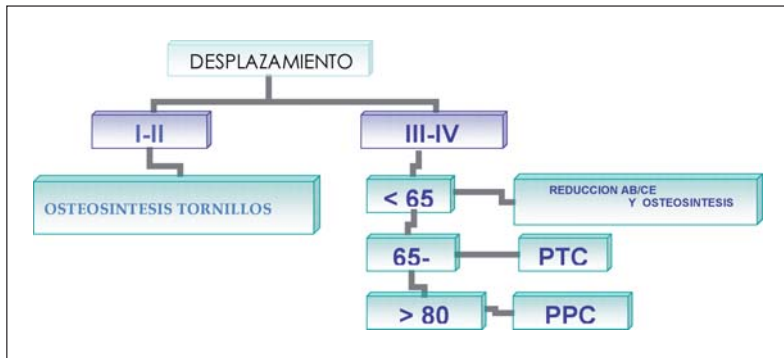 DESPLAZAMIENTO
I-II
III-IV
OSTEOSINTESIS TORNILLOS
< 65
REDUCCION AB/CE
Y OSTEOSINTESIS
65-
PTC
> 80
PPC